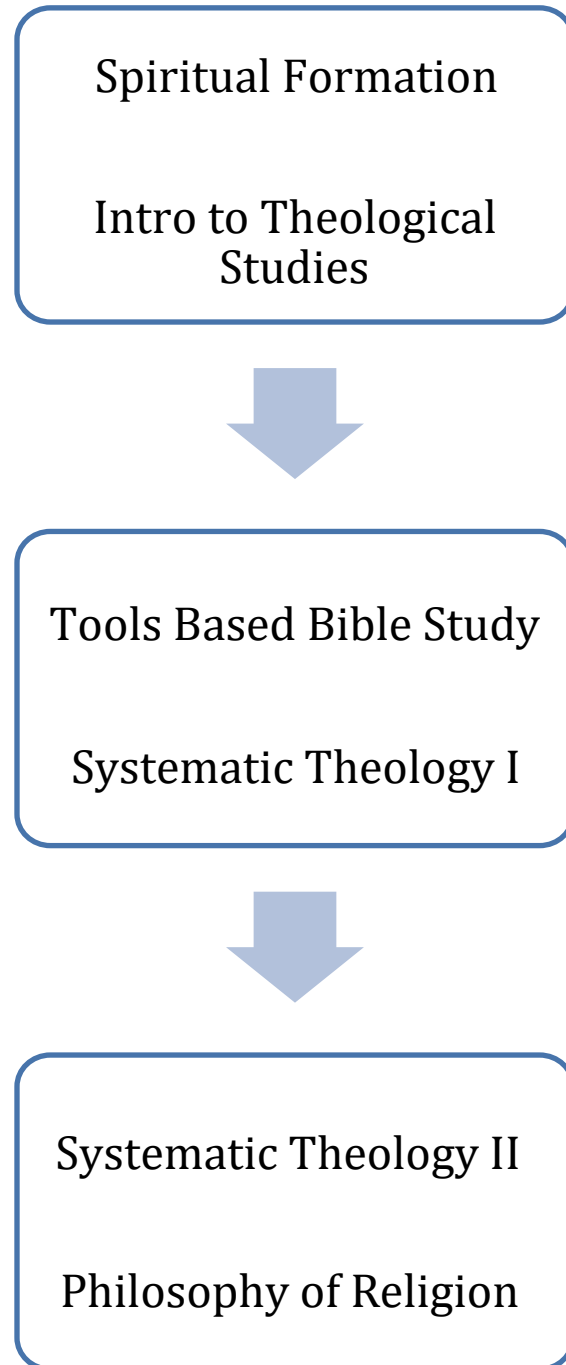 Spiritual Formation
Intro to Theological
Studies
Tools Based Bible Study
Systematic Theology I
Systematic Theology II
Philosophy of Religion